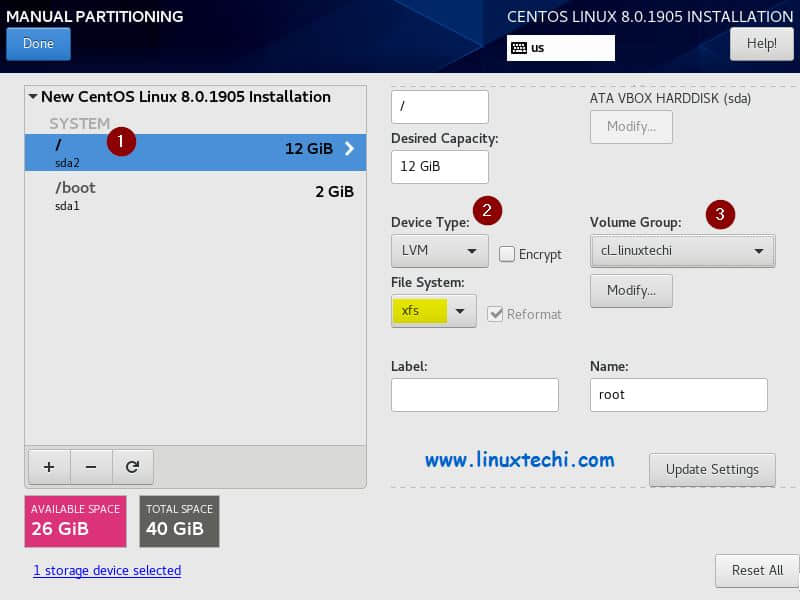 MANUAL PARTITIONING
CENTOS LINUX 8.0.1905 INSTALLATION
Done
us
Help!
New CentOS Linux 8.0.1905 Installation
SYSTEM
1
/
12 GiB
sda2
/boot
2 GiB
sda1
/
ATA VBOX HARDDISK (sda)
Modify...
Desired Capacity:
12 GiB
2
3
Device Type:
Volume Group:
LVM
Encrypt
cl_linuxtechi
File System:
Modify...
xfs
Reformat
Label:
Name:
root
www.linuxtechi.com
Update Settings
+ −
AVAILABLE SPACE
26 GiB
TOTAL SPACE
40 GiB
1 storage device selected
Reset All